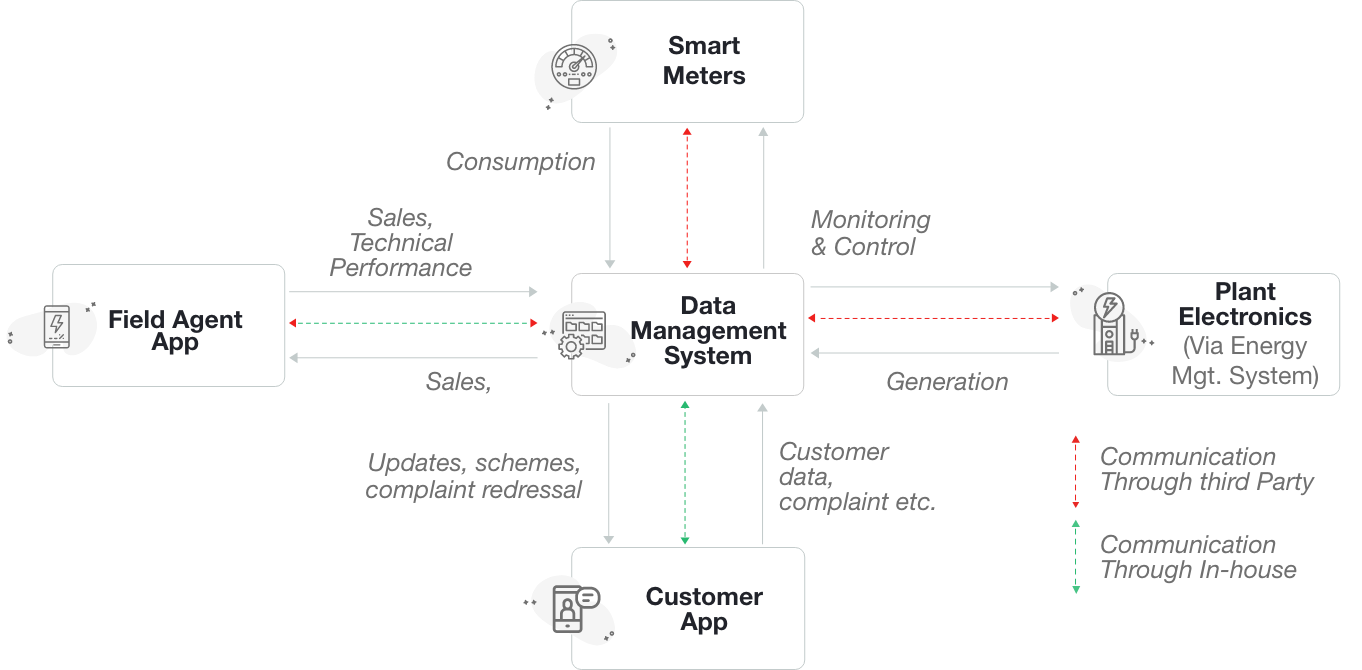 Smart
Meters
Consumption
Monitoring
& Control
Sales,
Technical
Performance
Field Agent
App
Data
Management
System
Plant
Electronics
(Via Energy
Mgt. System)
Sales,
Generation
Updates, schemes,
complaint redressal
Customer
data,
complaint etc.
Communication
Through third Party
Communication
Through In-house
Customer
App